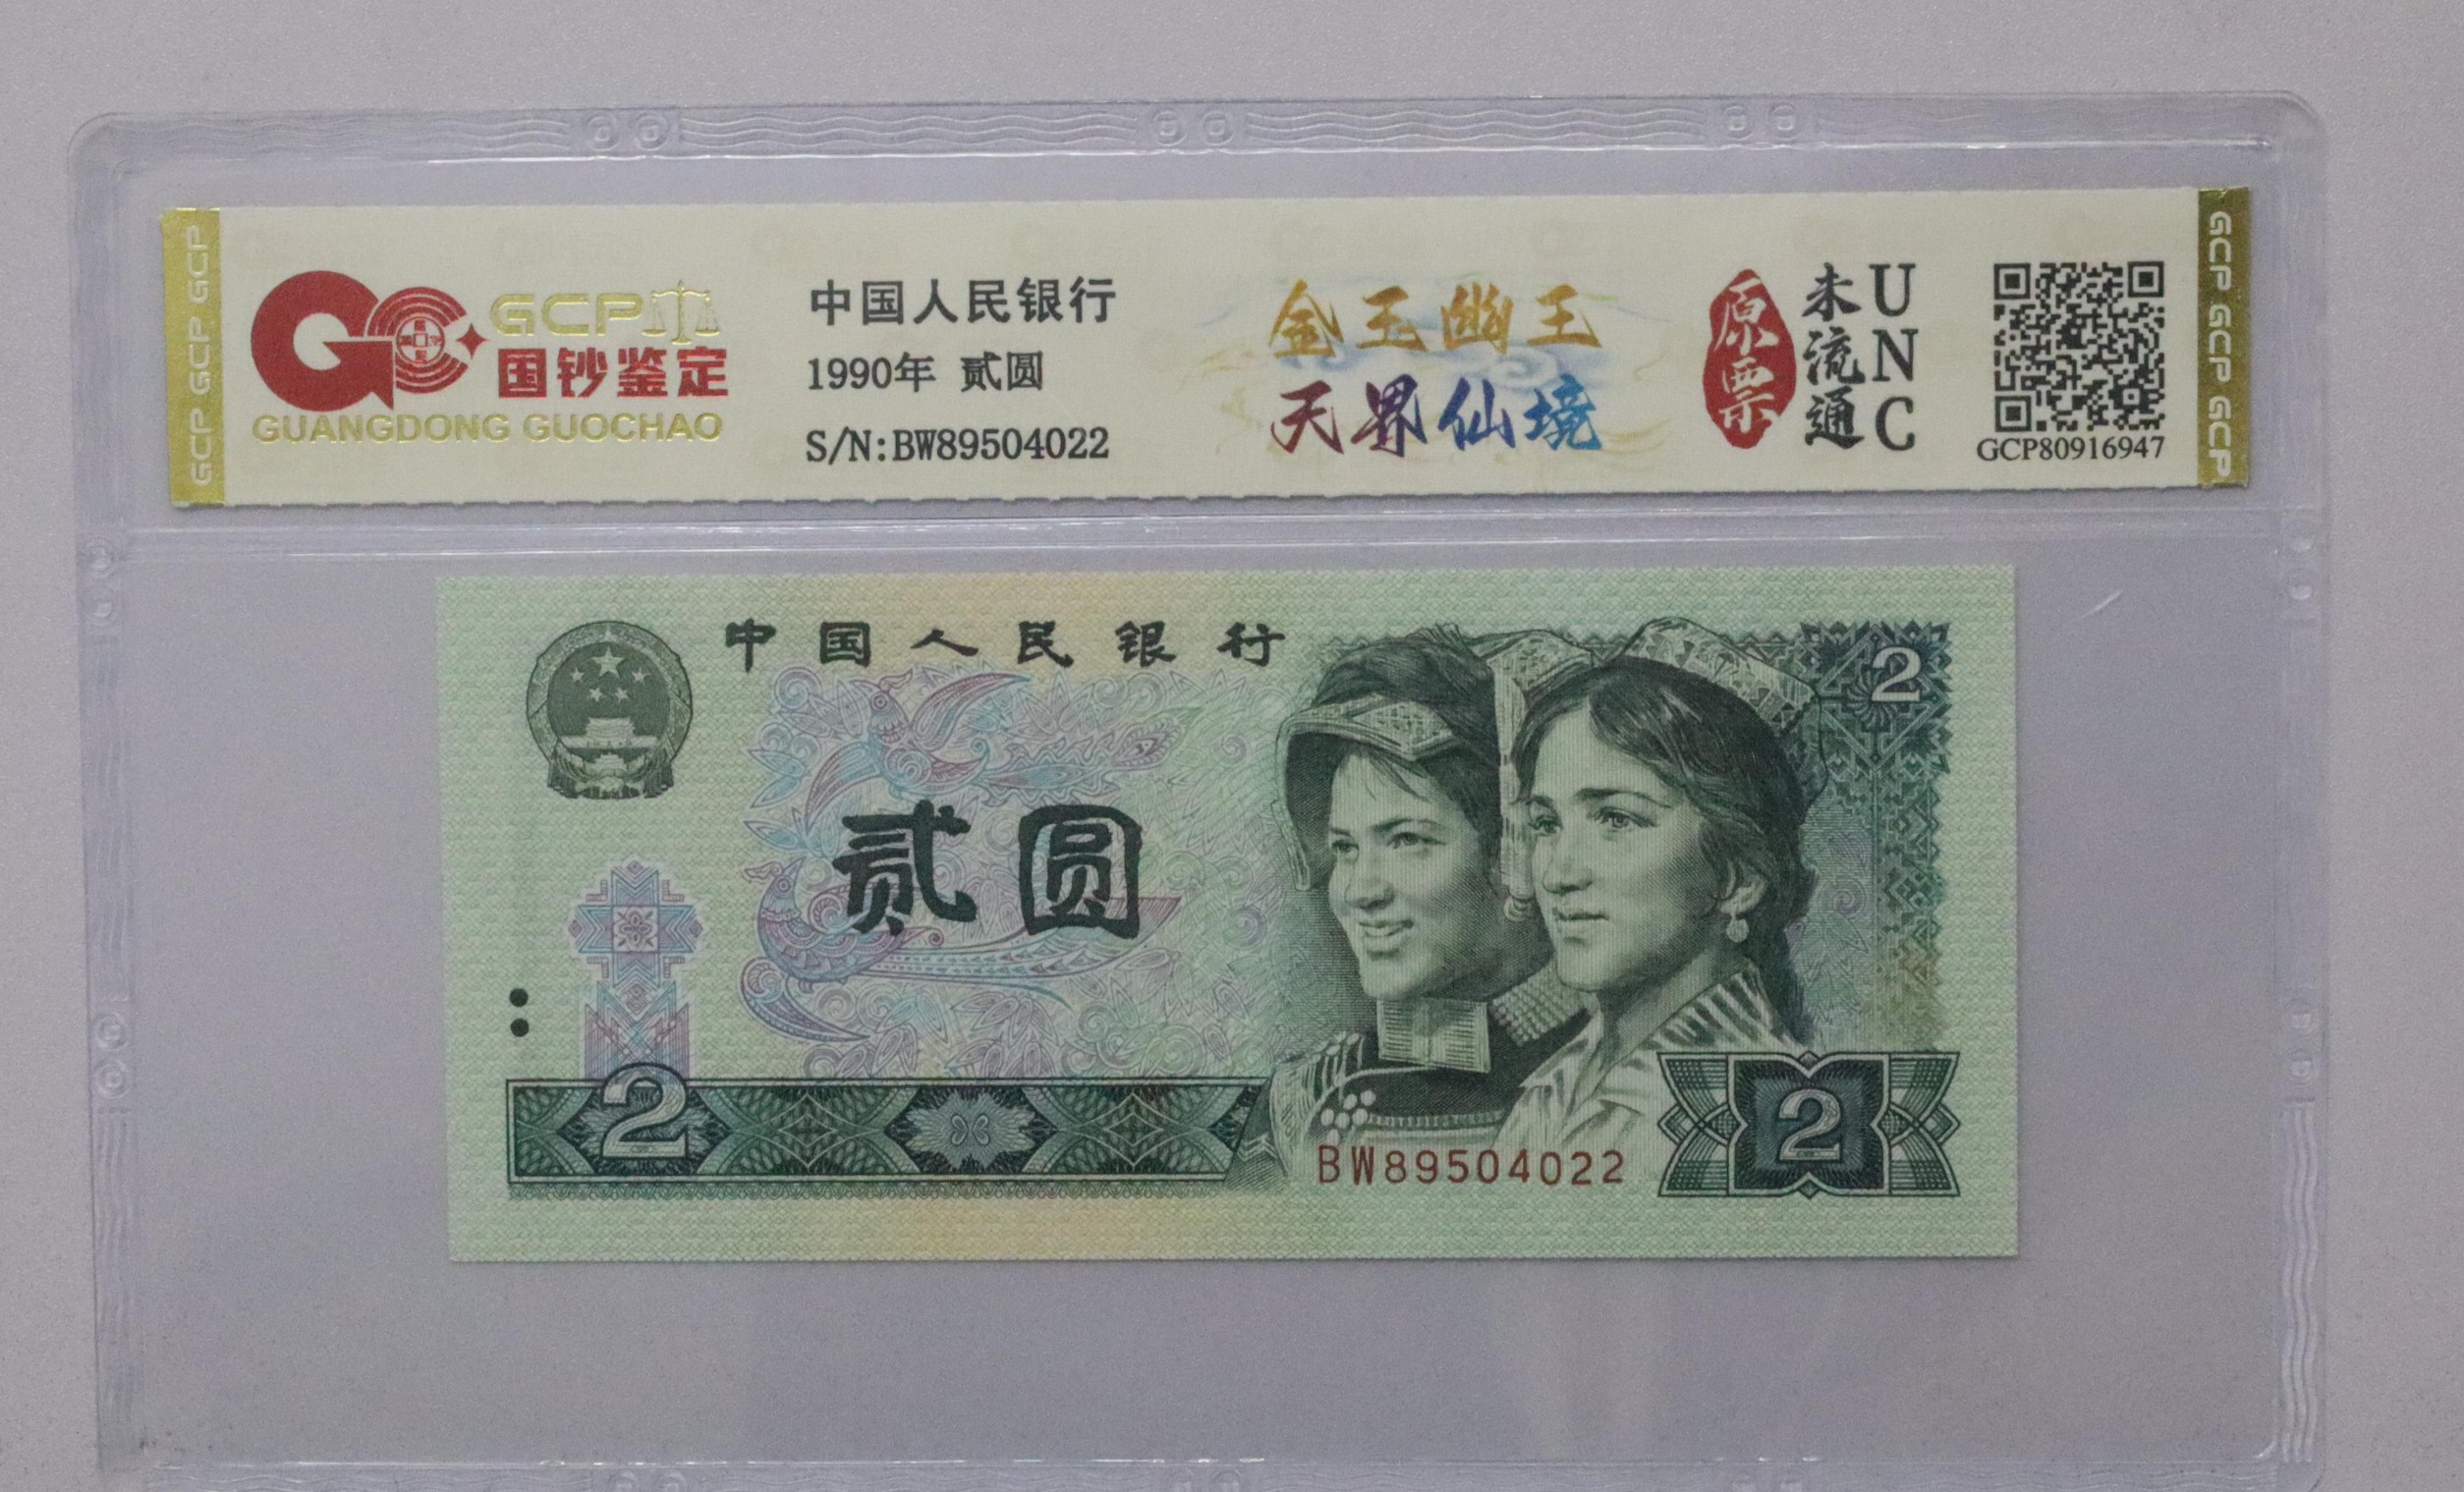 GCP
国钞鉴定
GUANGDONG GUOCHAO
中国人民银行
1990年 贰圆
S/N:BW89504022
金玉幽王
天界仙境
原票
未流通
UNC
GCP80916947
GCP GCP GCP
GCP GCP GCP
中国人民银行
2
贰圆
2
BW89504022
2